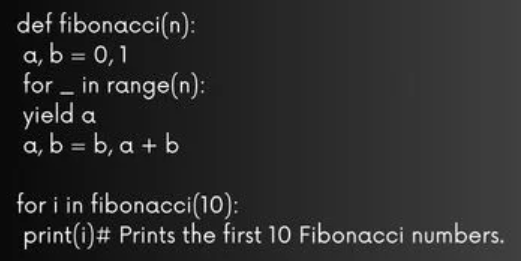 def fibonacci(n):
a, b = 0, 1
for _ in range(n):
yield a
a, b = b, a + b
for i in fibonacci(10):
print(i)# Prints the first 10 Fibonacci numbers.